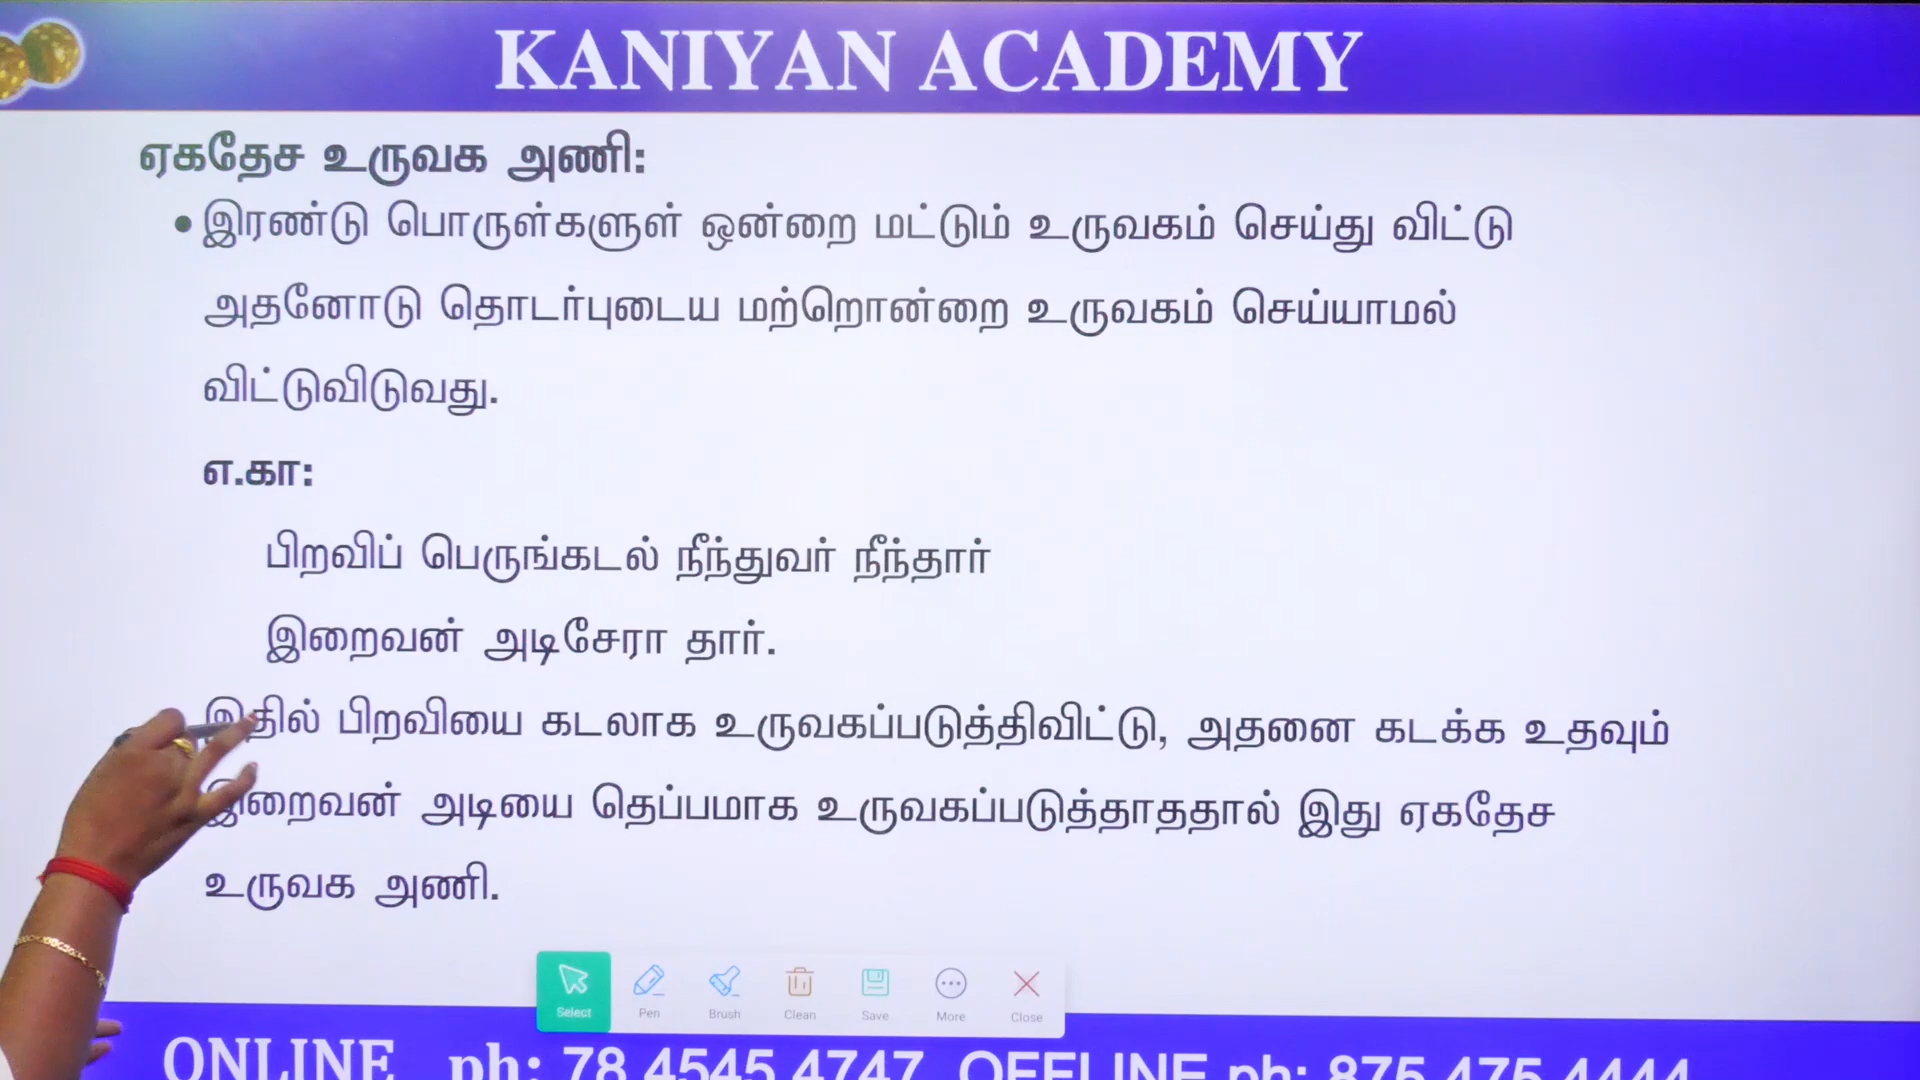 KANIYAN ACADEMY
ஏகதேச உருவக அணி:
• இரண்டு பொருள்களுள் ஒன்றை மட்டும் உருவகம் செய்து விட்டு
அதனோடு தொடர்புடைய மற்றொன்றை உருவகம் செய்யாமல்
விட்டுவிடுவது.
எ.கா:
பிறவிப் பெருங்கடல் நீந்துவர் நீந்தார்
இறைவன் அடிசேரா தார்.
இதில் பிறவியை கடலாக உருவகப்படுத்திவிட்டு, அதனை கடக்க உதவும்
இறைவன் அடியை தெப்பமாக உருவகப்படுத்தாததால் இது ஏகதேச
உருவக அணி.
Select Pen Brush Clean Save More Close
ONLINE ph: 78 4545 4747 OFFLINE ph: 875 475 4444